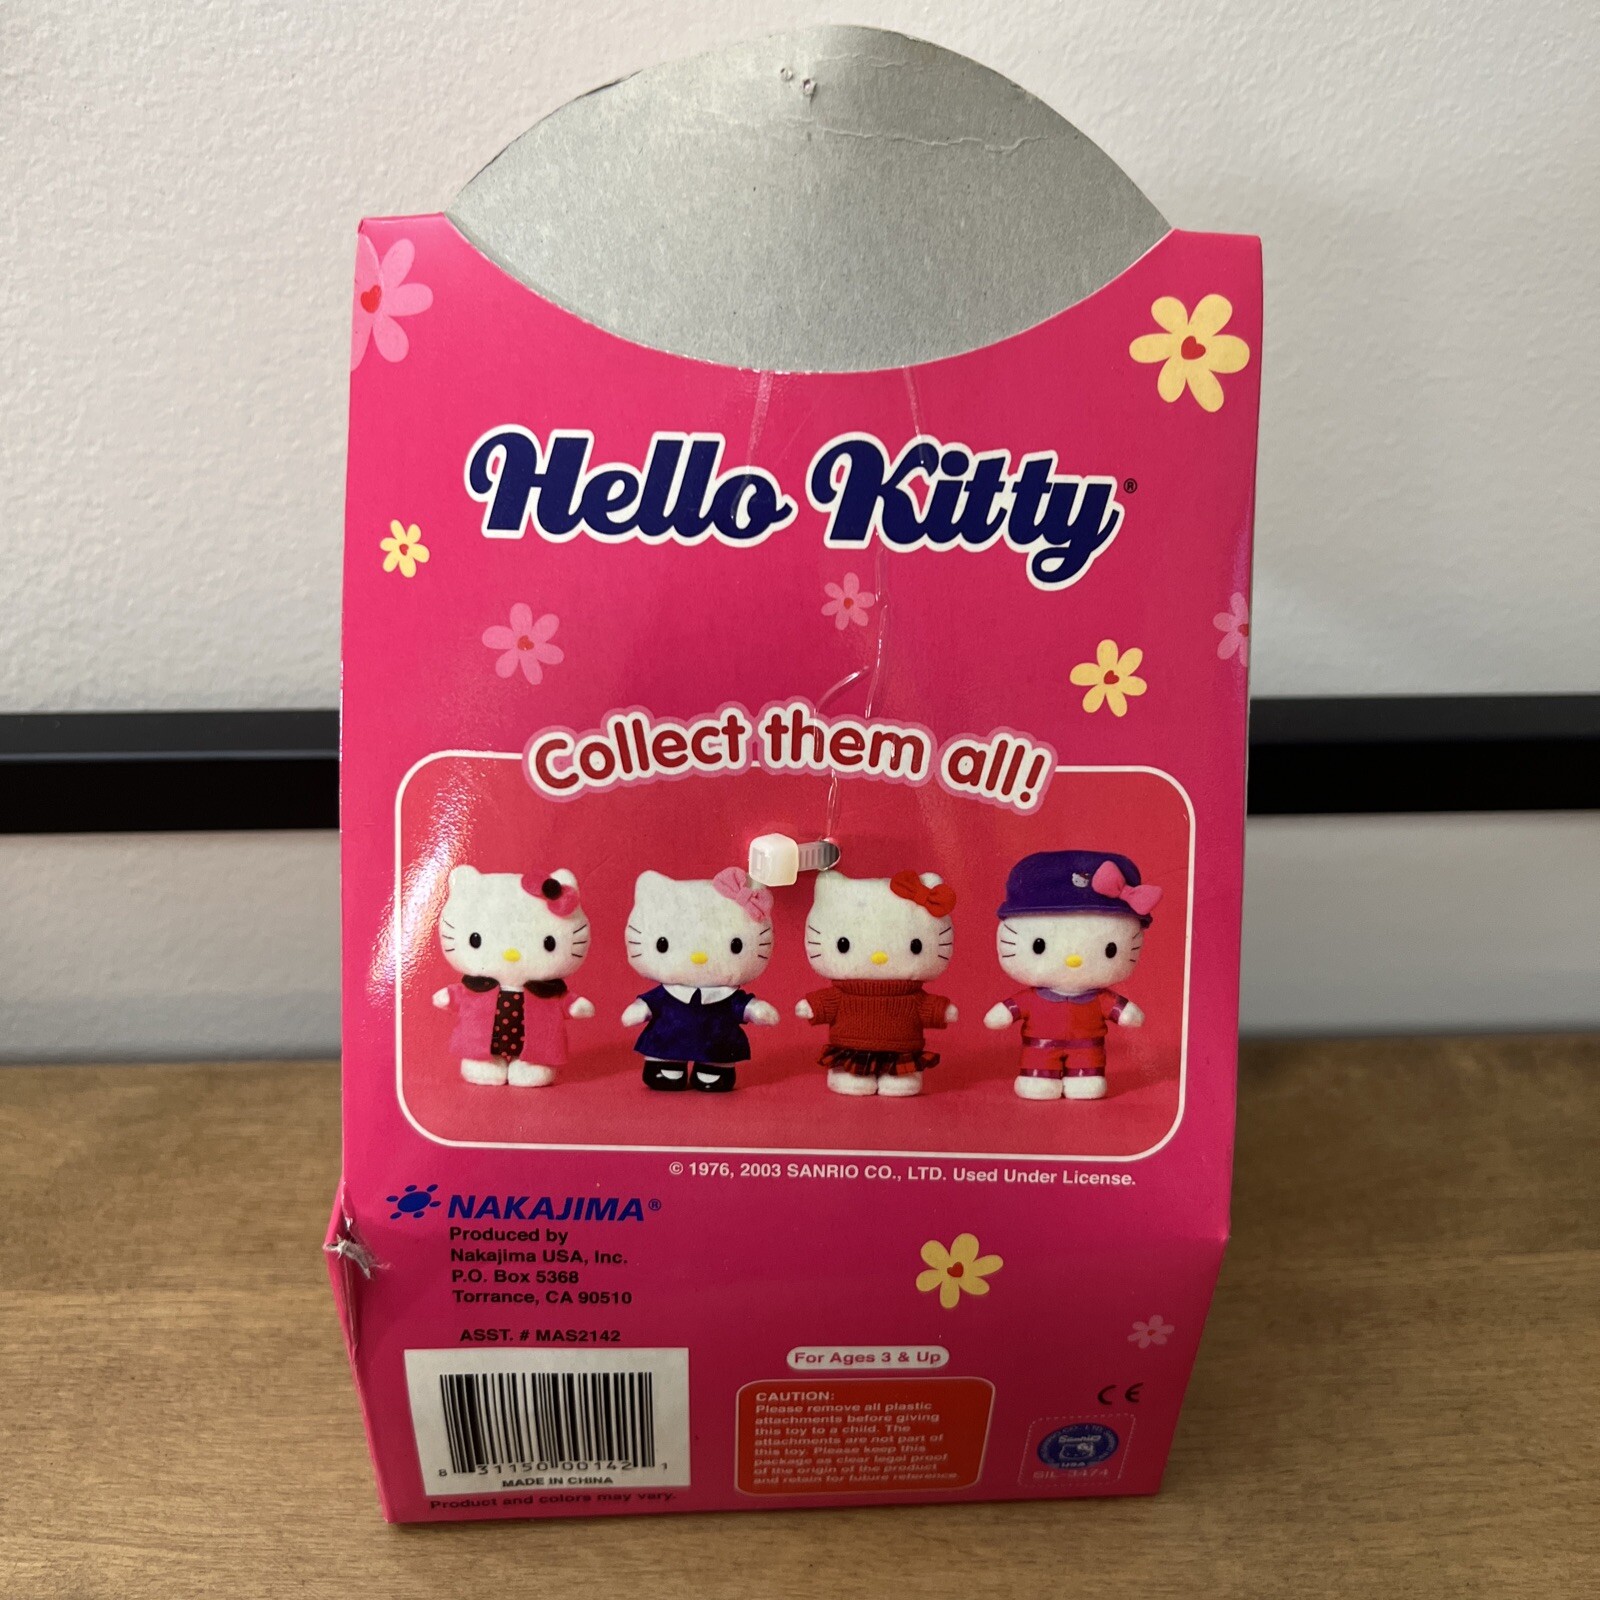 Hello Kitty®
Collect them all!
© 1976, 2003 SANRIO CO., LTD. Used Under License.
NAKAJIMA®
Produced by
Nakajima USA, Inc.
P.O. Box 5368
Torrance, CA 90510
ASST. # MAS2142
8 31150 00142 1
MADE IN CHINA
Product and colors may vary.
For Ages 3 & Up
CAUTION:
Please remove all plastic
attachments before giving
this toy to a child. The
attachments are not part of
this toy. Please keep this
package as clear legal proof
of the origin of the product
and retain for future reference.
CE
Sanrio
USA
SIL-3474